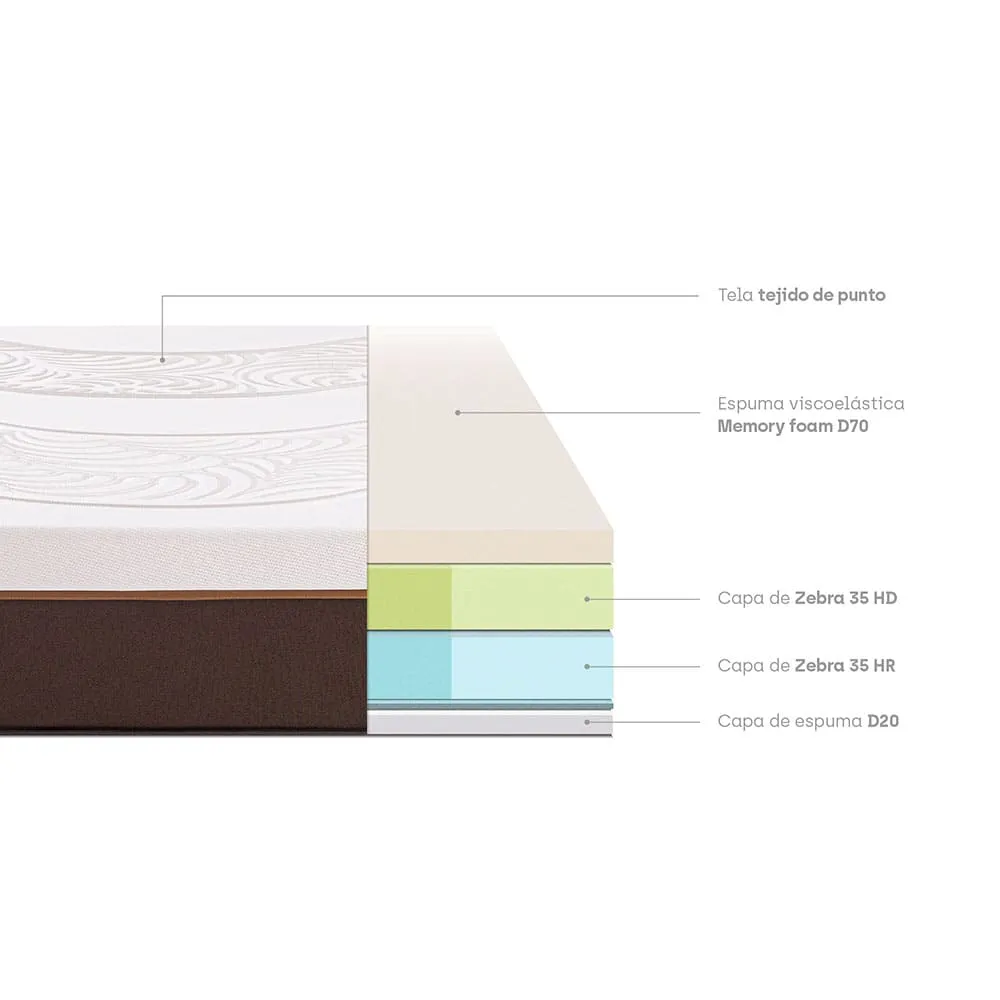 Tela tejido de punto
Espuma viscoelástica
Memory foam D70
Capa de Zebra 35 HD
Capa de Zebra 35 HR
Capa de espuma D20